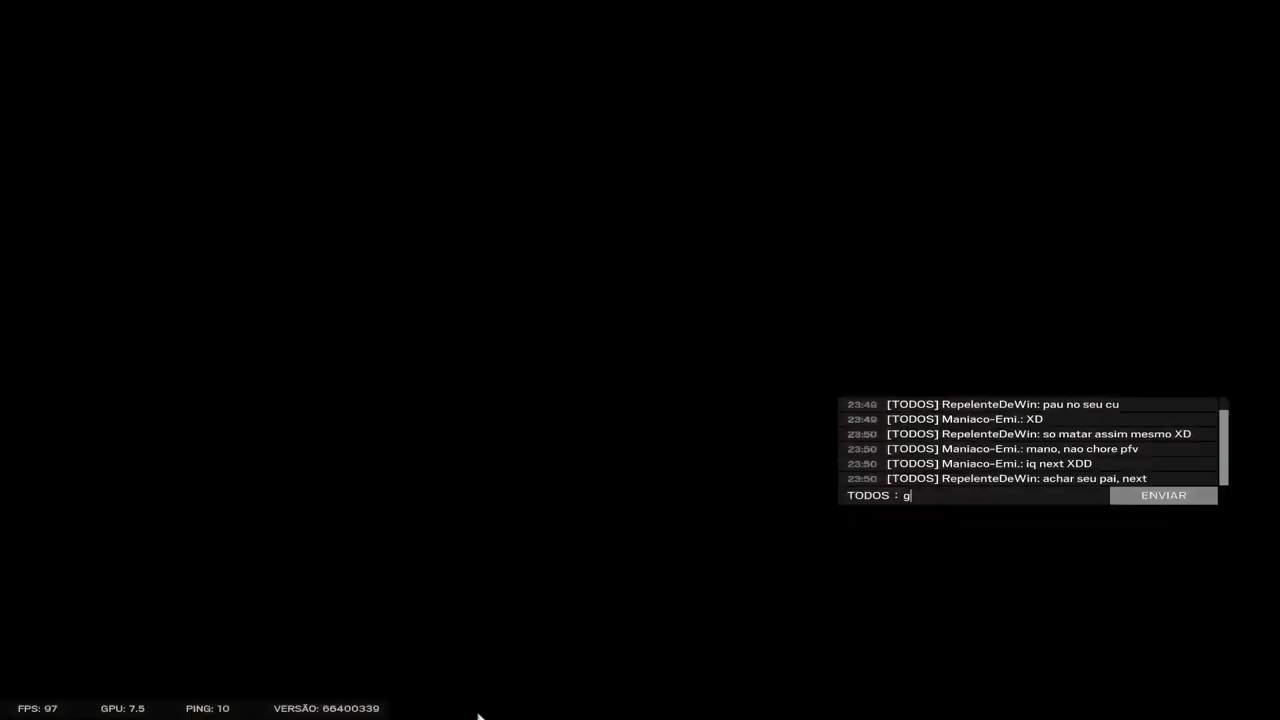 23:49 [TODOS] RepelenteDeWin: pau no seu cu
23:49 [TODOS] Maniaco-Emi.: XD
23:50 [TODOS] RepelenteDeWin: so matar assim mesmo XD
23:50 [TODOS] Maniaco-Emi.: mano, nao chore pfv
23:50 [TODOS] Maniaco-Emi.: iq next XDD
23:50 [TODOS] RepelenteDeWin: achar seu pai, next
TODOS : g ENVIAR
FPS: 97 GPU: 7.5 PING: 10 VERSÃO: 56400339